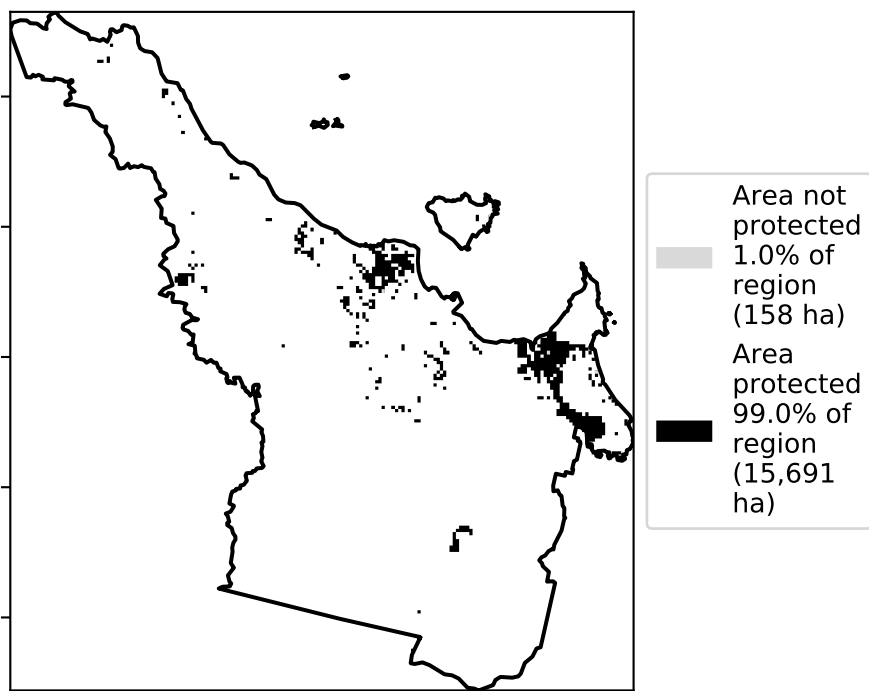 Area not
protected
1.0% of
region
(158 ha)
Area
protected
99.0% of
region
(15,691
ha)